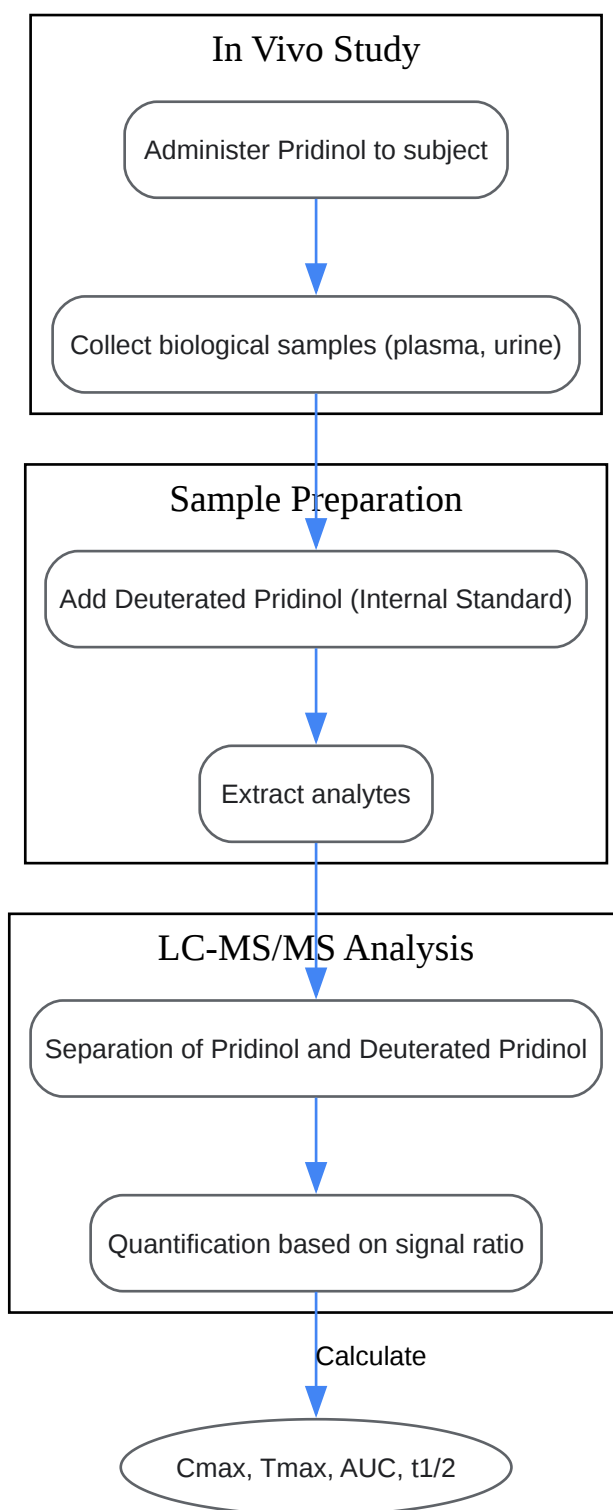 In Vivo Study
Administer Pridinol to subject
Collect biological samples (plasma, urine)
Sample Preparation
Add Deuterated Pridinol (Internal Standard)
Extract analytes
LC-MS/MS Analysis
Separation of Pridinol and Deuterated Pridinol
Quantification based on signal ratio
Calculate
Cmax, Tmax, AUC, t1/2